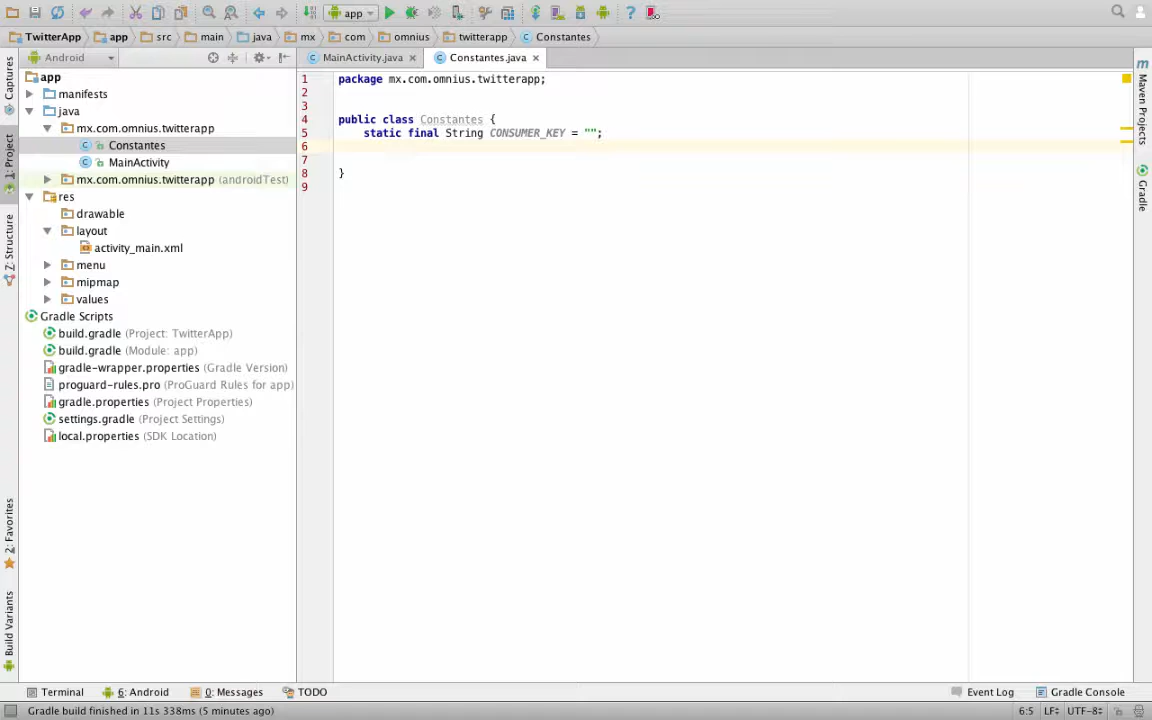 app
TwitterApp app src main java mx com omnius twitterapp Constantes
Android
MainActivity.java Constantes.java
Captures
1: Project
7: Structure
2: Favorites
Build Variants
app
manifests
java
mx.com.omnius.twitterapp
Constantes
MainActivity
mx.com.omnius.twitterapp (androidTest)
res
drawable
layout
activity_main.xml
menu
mipmap
values
Gradle Scripts
build.gradle (Project: TwitterApp)
build.gradle (Module: app)
gradle-wrapper.properties (Gradle Version)
proguard-rules.pro (ProGuard Rules for app)
gradle.properties (Project Properties)
settings.gradle (Project Settings)
local.properties (SDK Location)
1 package mx.com.omnius.twitterapp;
2
3
4 public class Constantes {
5 static final String CONSUMER_KEY = "";
6
7
8 }
9
Maven Projects
Gradle
Terminal 6: Android 0: Messages TODO Event Log Gradle Console
Gradle build finished in 11s 338ms (5 minutes ago) 6:5 LF UTF-8